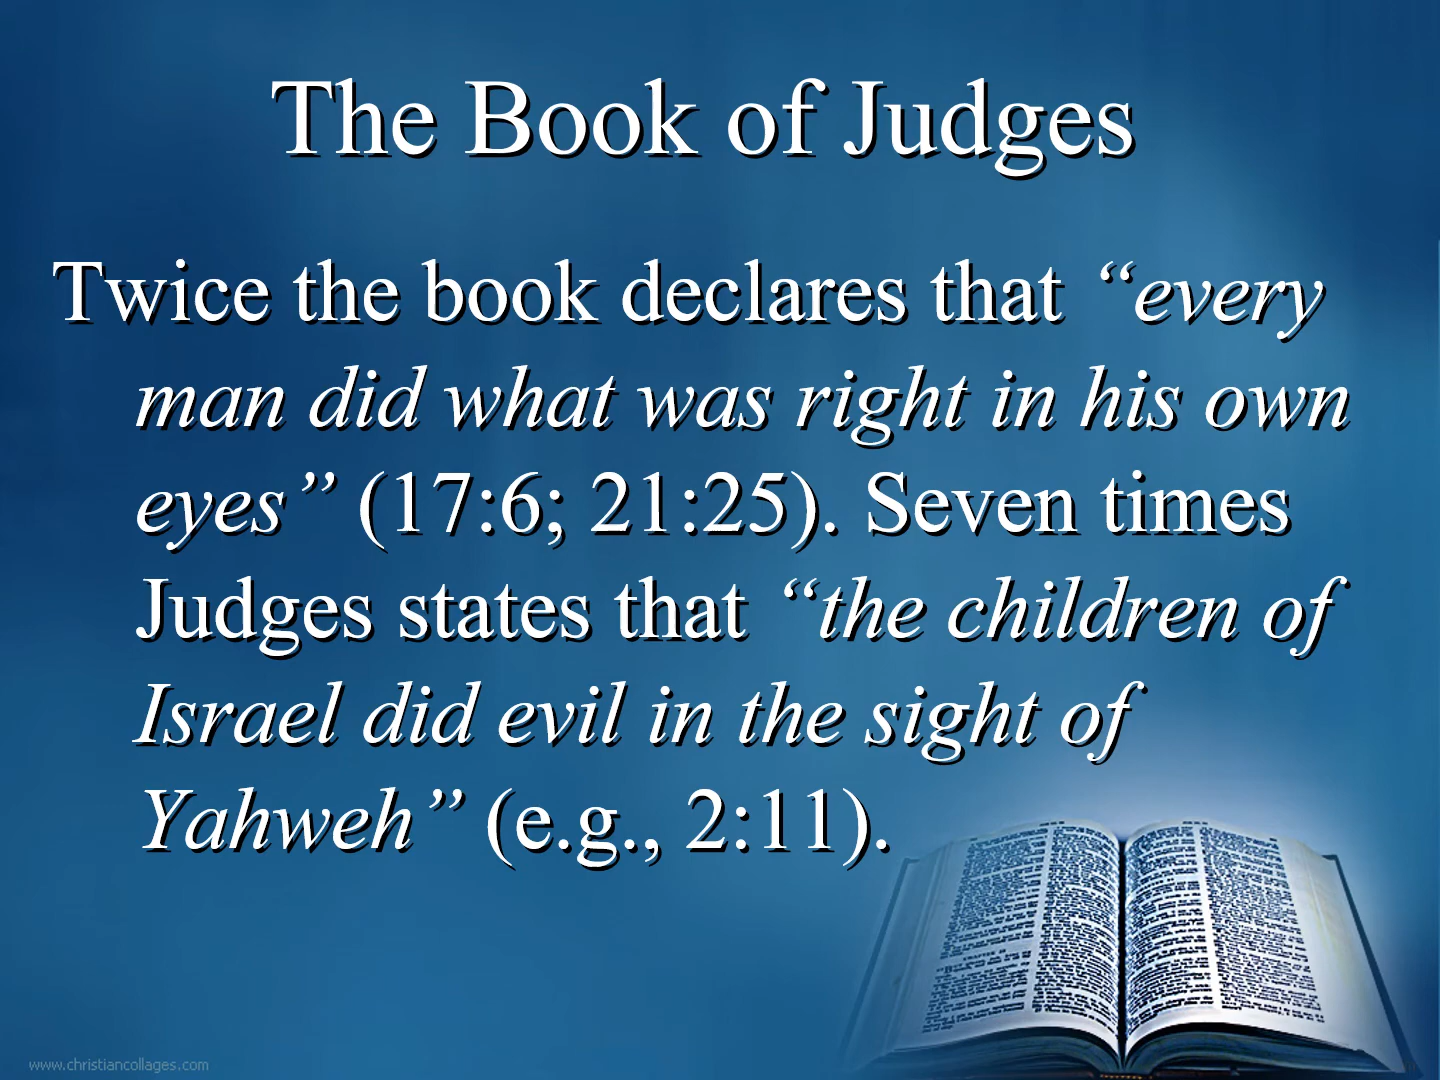 The Book of Judges
Twice the book declares that “every
man did what was right in his own
eyes” (17:6; 21:25). Seven times
Judges states that “the children of
Israel did evil in the sight of
Yahweh” (e.g., 2:11).
www.christiancollages.com